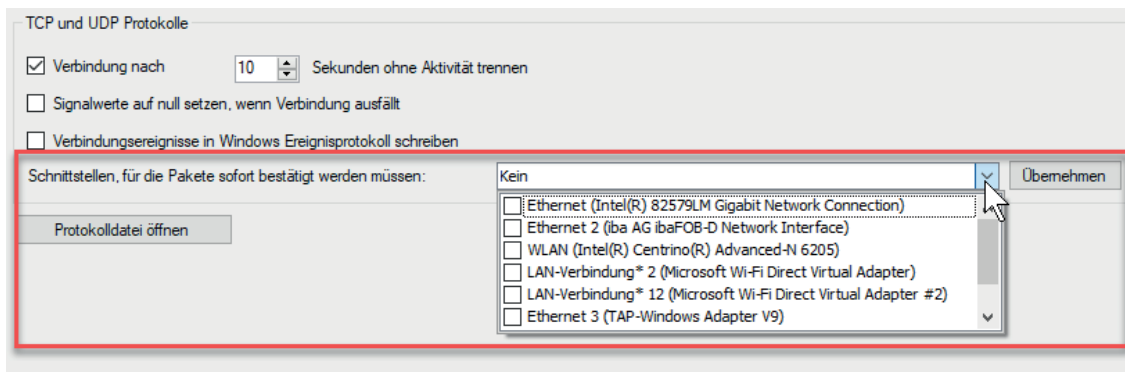 TCP und UDP Protokolle
Verbindung nach 10 Sekunden ohne Aktivität trennen
Signalwerte auf null setzen, wenn Verbindung ausfällt
Verbindungsereignisse in Windows Ereignisprotokoll schreiben
Schnittstellen, für die Pakete sofort bestätigt werden müssen: Kein Übernehmen
Ethernet (Intel(R) 82579LM Gigabit Network Connection)
Protokolldatei öffnen Ethernet 2 (iba AG ibaFOB-D Network Interface)
WLAN (Intel(R) Centrino(R) Advanced-N 6205)
LAN-Verbindung* 2 (Microsoft Wi-Fi Direct Virtual Adapter)
LAN-Verbindung* 12 (Microsoft Wi-Fi Direct Virtual Adapter #2)
Ethernet 3 (TAP-Windows Adapter V9)